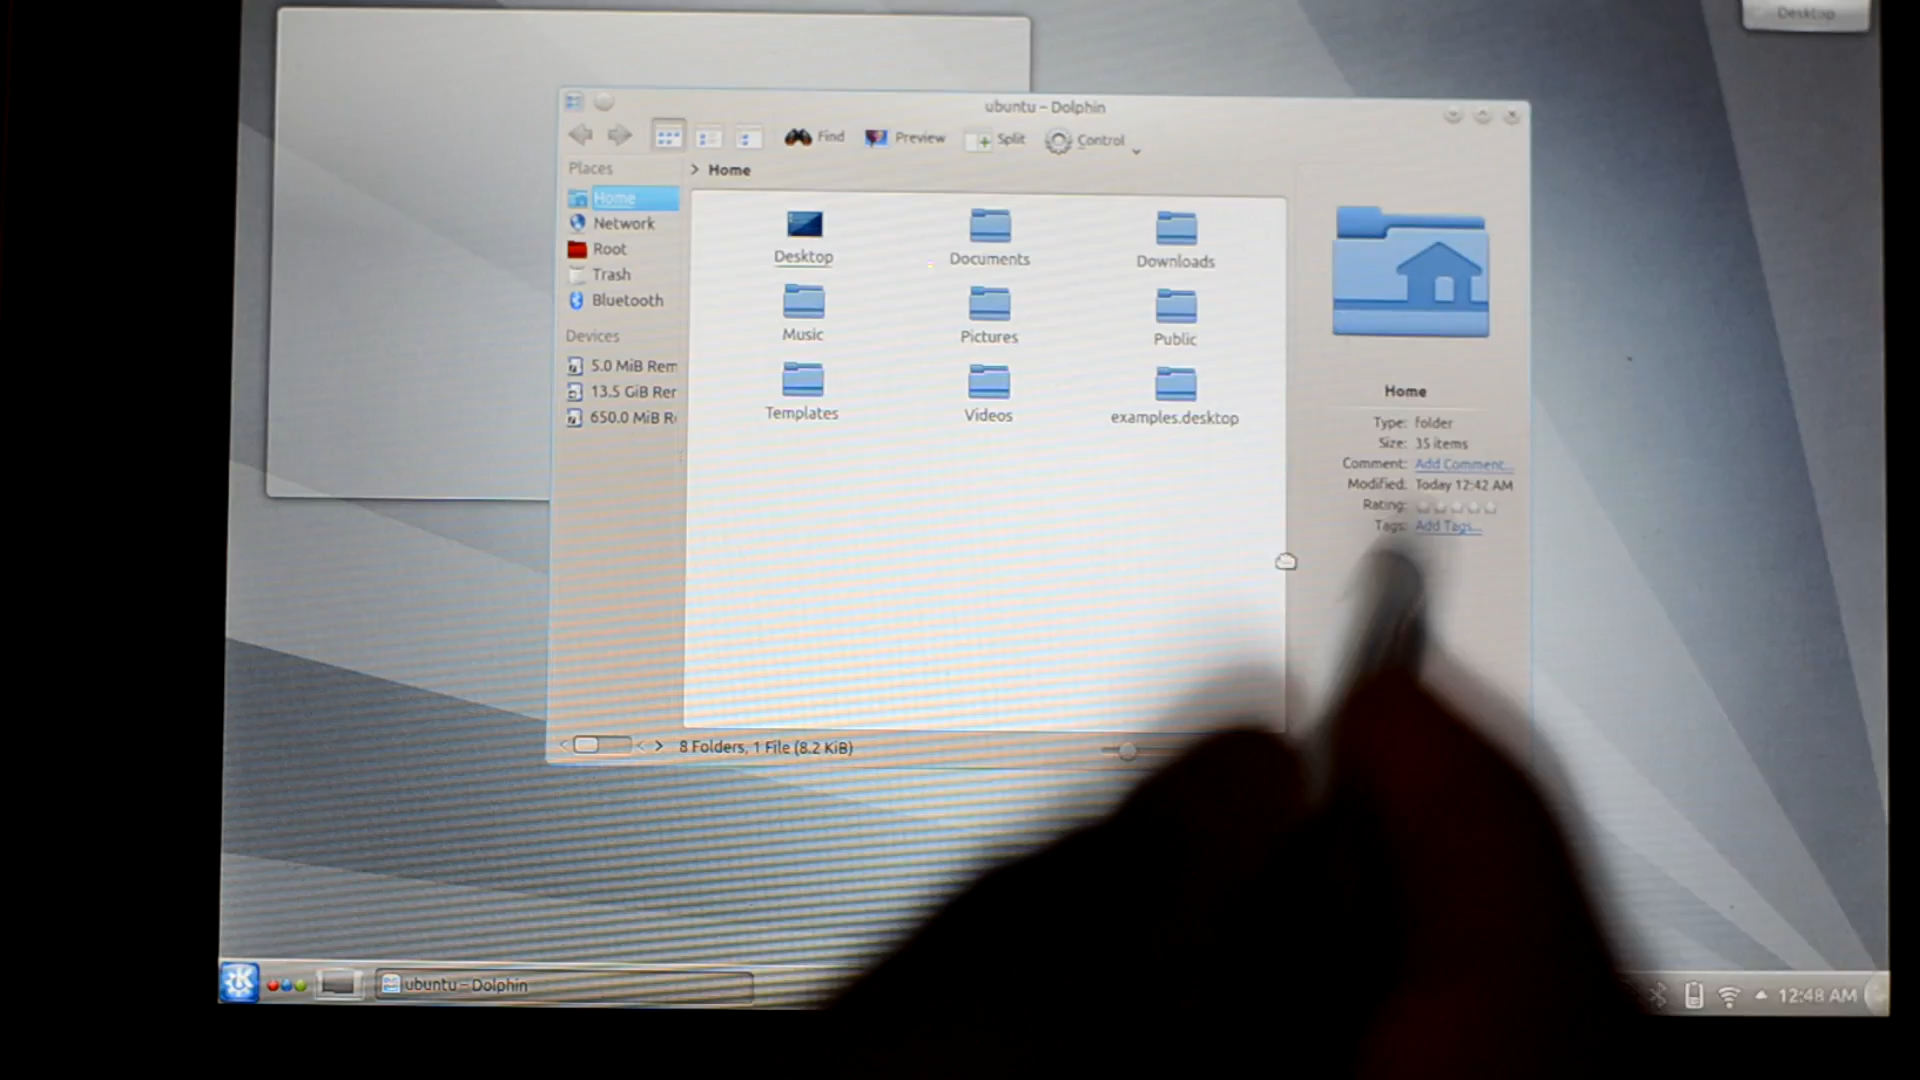 Desktop
ubuntu – Dolphin
Find
Preview
Split
Control
Places
> Home
Home
Network
Root
Trash
Bluetooth
Devices
5.0 MiB Rem
13.5 GiB Rer
650.0 MiB R
Desktop
Documents
Downloads
Music
Pictures
Public
Templates
Videos
examples.desktop
Home
Type: folder
Size: 35 items
Comment: Add Comment...
Modified: Today 12:42 AM
Rating:
Tags: Add Tags...
8 Folders, 1 File (8.2 KiB)
ubuntu – Dolphin
12:48 AM